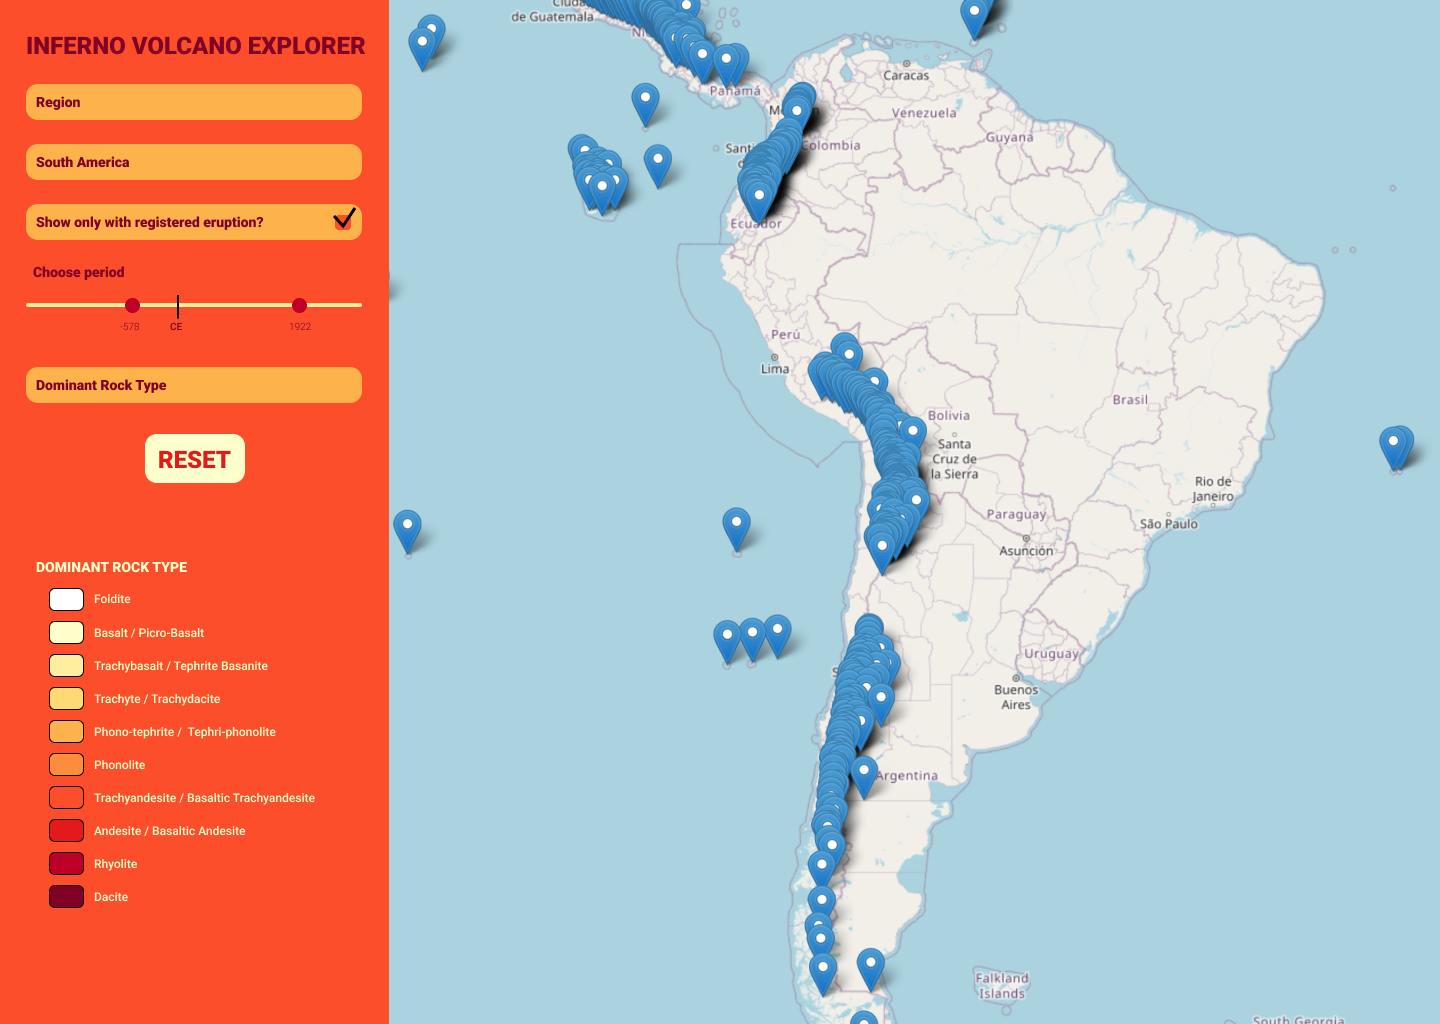 INFERNO VOLCANO EXPLORER
Region
South America
Show only with registered eruption?
Choose period
-578
CE
1922
Dominant Rock Type
RESET
DOMINANT ROCK TYPE
Foidite
Basalt / Picro-Basalt
Trachybasalt / Tephrite Basanite
Trachyte / Trachydacite
Phono-tephrite /  Tephri-phonolite
Phonolite
Trachyandesite / Basaltic Trachyandesite
Andesite / Basaltic Andesite
Rhyolite
Dacite
de Guatemala
Panamá
Caracas
Venezuela
Guyana
Colombia
Ecuador
Perú
Lima
Brasil
Bolivia
Santa
Cruz de
la Sierra
Rio de
Janeiro
São Paulo
Paraguay
Asunción
Uruguay
Buenos
Aires
Argentina
Falkland
Islands
South Georgia